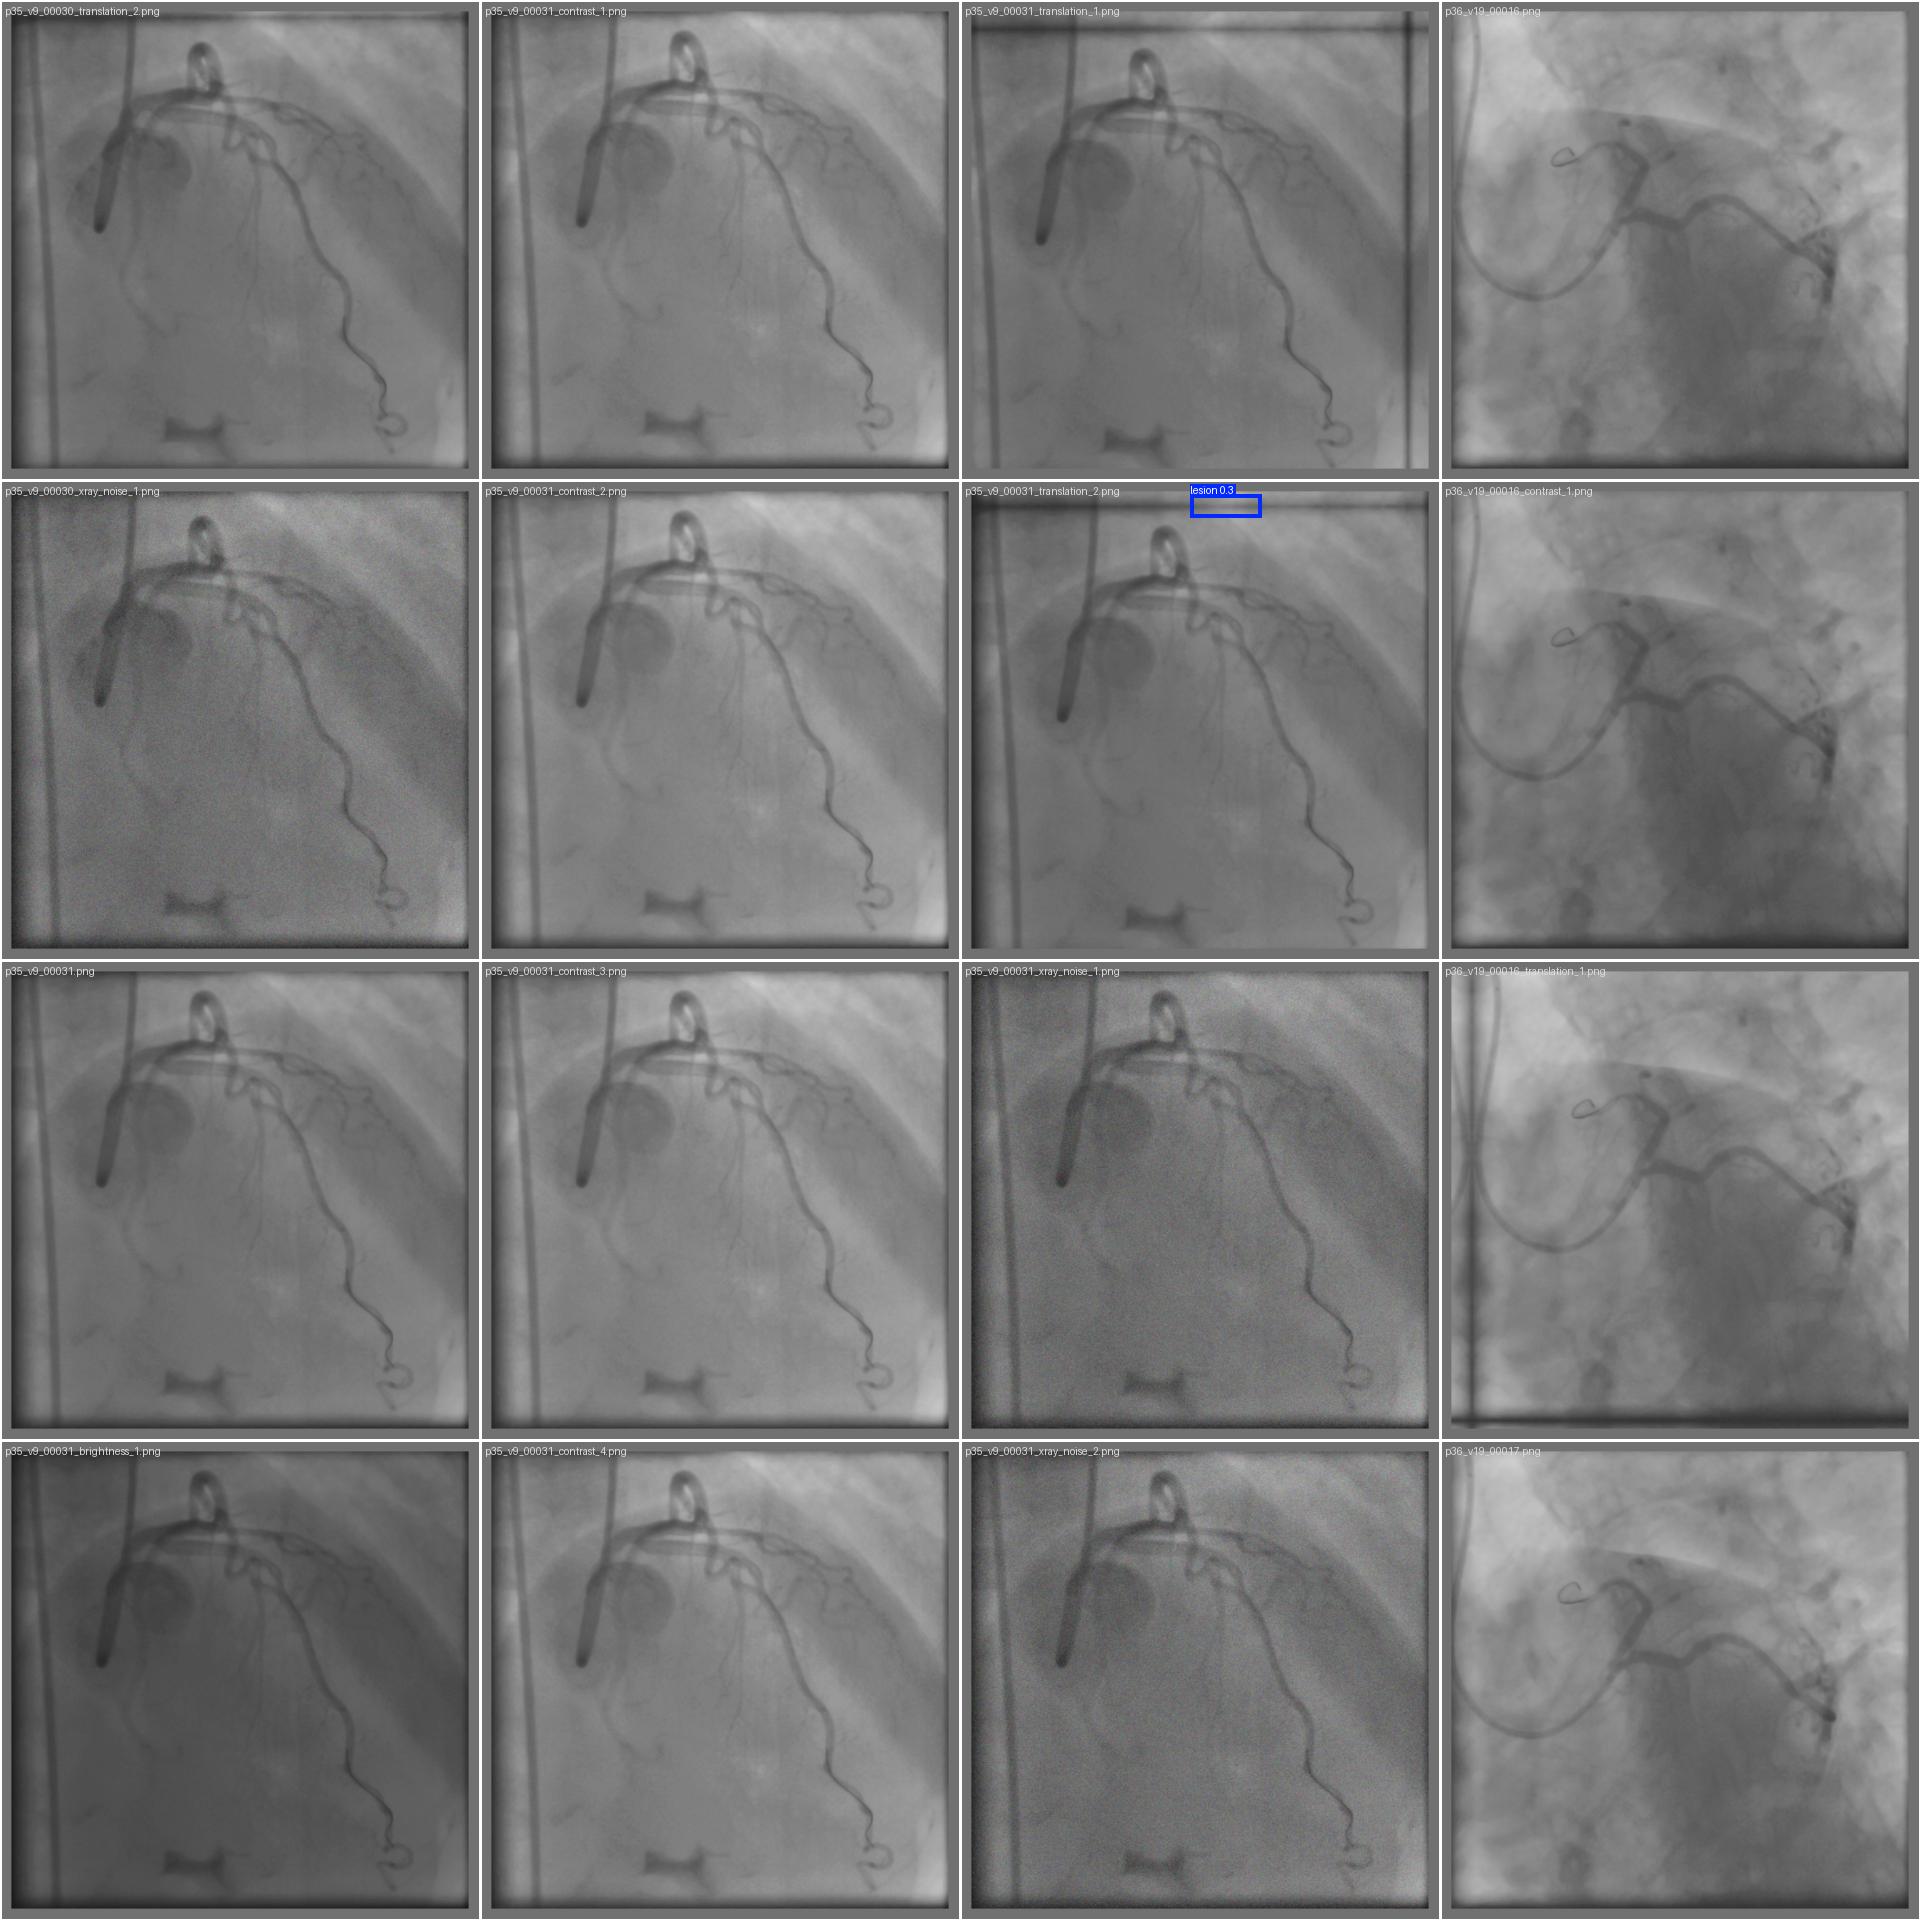 p35_v9_00030_translation_2.png
p35_v9_00031_contrast_1.png
p35_v9_00031_translation_1.png
p36_v19_00016.png
p35_v9_00030_xray_noise_1.png
p35_v9_00031_contrast_2.png
p35_v9_00031_translation_2.png
lesion 0.3
p36_v19_00016_contrast_1.png
p35_v9_00031.png
p35_v9_00031_contrast_3.png
p35_v9_00031_xray_noise_1.png
p36_v19_00016_translation_1.png
p35_v9_00031_brightness_1.png
p35_v9_00031_contrast_4.png
p35_v9_00031_xray_noise_2.png
p36_v19_00017.png